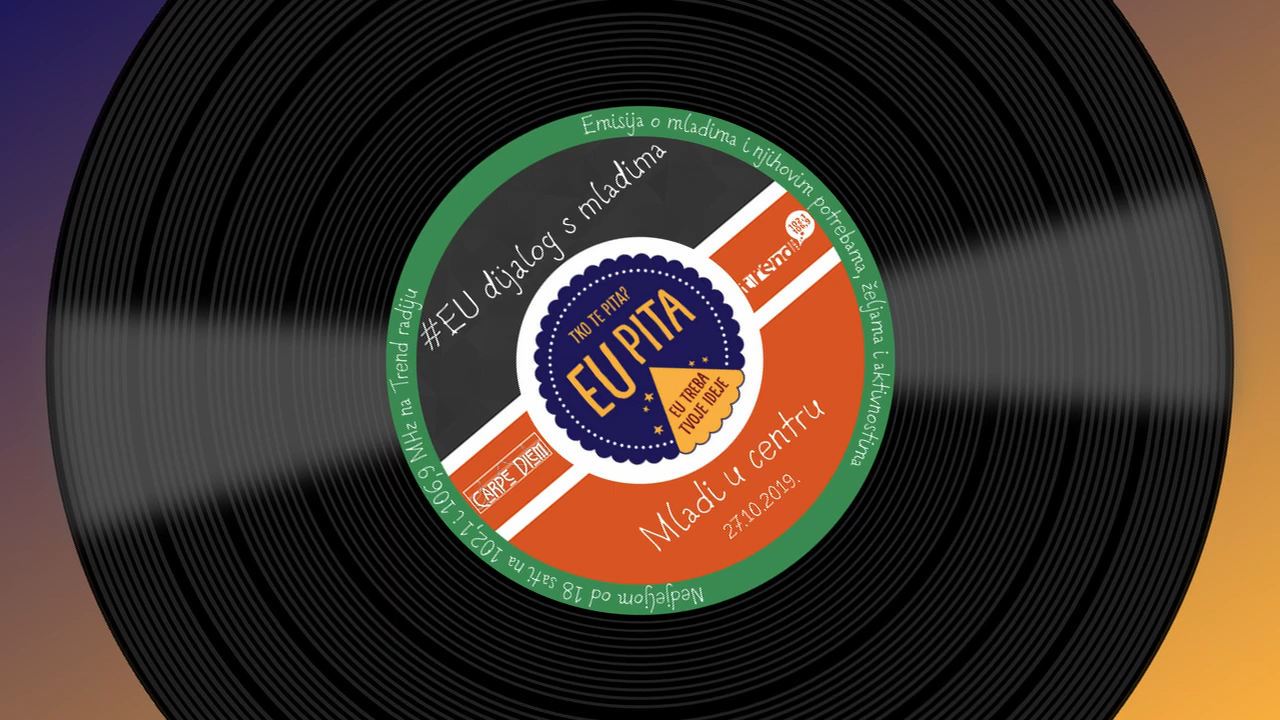 Emisija o mladima i njihovim potrebama, željama i aktivnostima
#EU dijalog s mladima
102,1
106,9
trend
TKO TE PITA?
EU PITA
EU TREBA
TVOJE IDEJE
CARPE DIEM
Mladi u centru
27.10.2019.
Nedjeljom od 18 sati na 102,1 i 106,9 MHz na Trend radiju